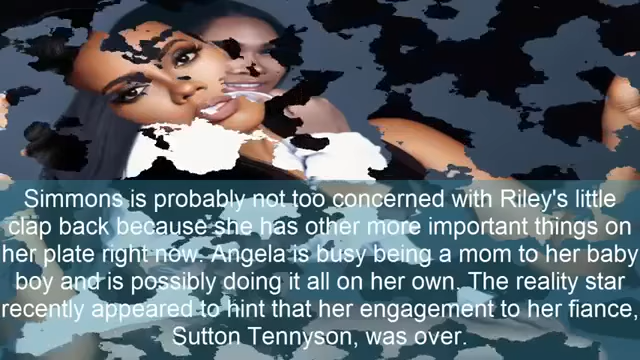 Simmons is probably not too concerned with Riley's little
clap back because she has other more important things on
her plate right now. Angela is busy being a mom to her baby
boy and is possibly doing it all on her own. The reality star
recently appeared to hint that her engagement to her fiance,
Sutton Tennyson, was over.